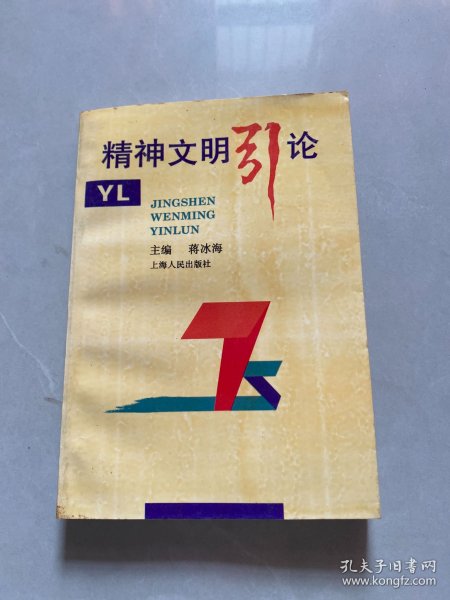 精神文明引论
YL
JINGSHEN
WENMING
YINLUN
主编 蒋冰海
上海人民出版社
孔夫子旧书网
www.kongfz.com